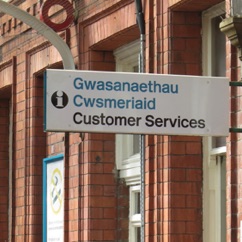 Gwasanaethau
Cwsmeriaid
Customer Services